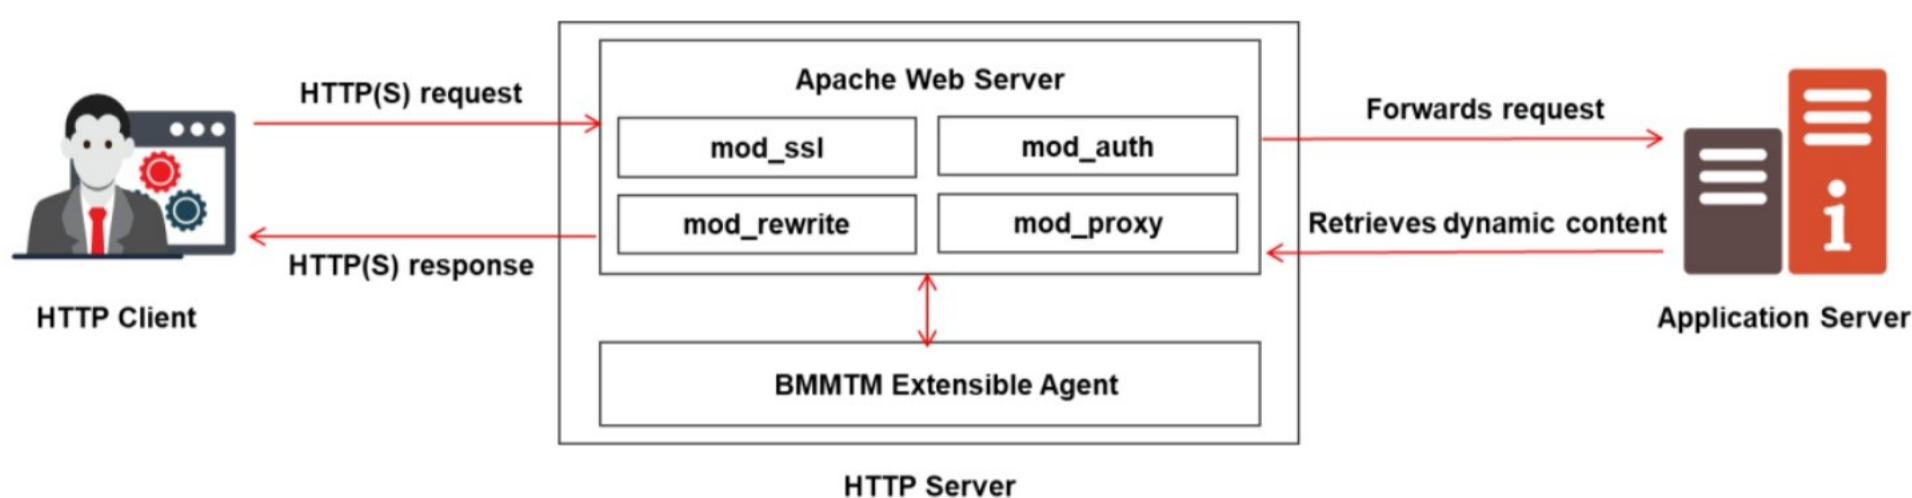 HTTP(S) request
HTTP(S) response
HTTP Client
Apache Web Server
mod_ssl
mod_auth
mod_rewrite
mod_proxy
BMMTM Extensible Agent
HTTP Server
Forwards request
Retrieves dynamic content
i
Application Server